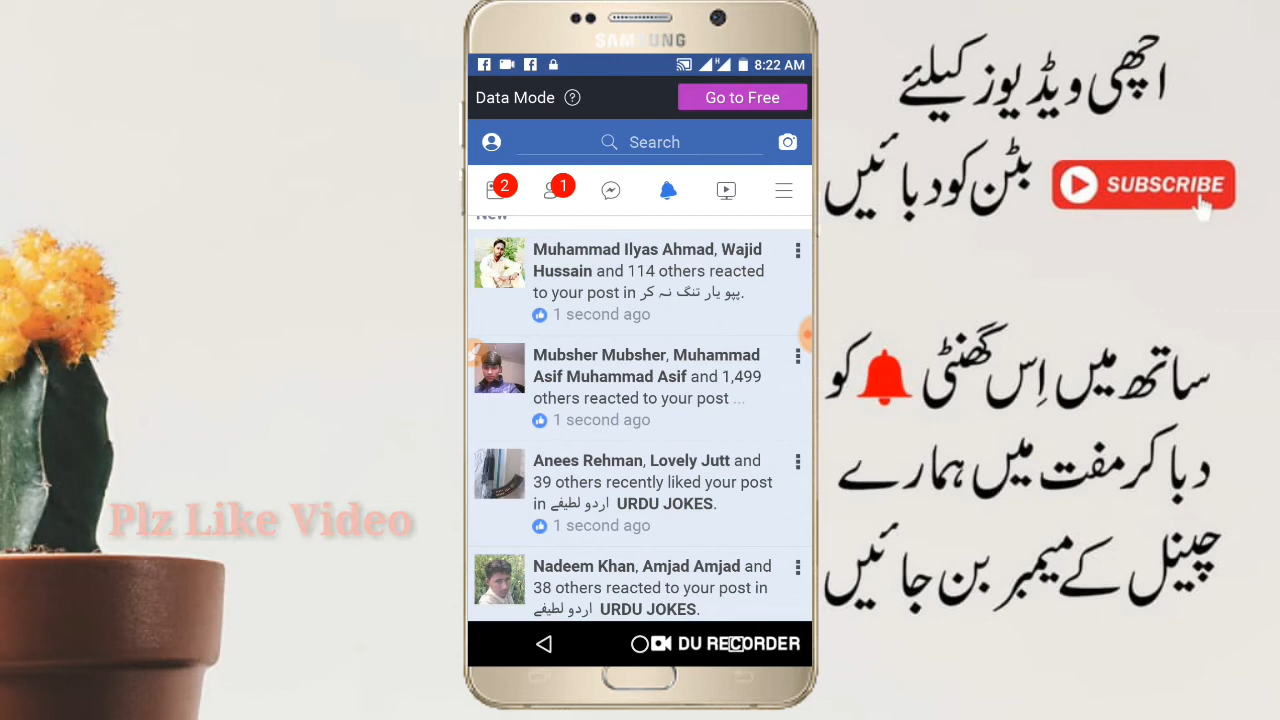 SAMSUNG
8:22 AM
Data Mode
Go to Free
Search
2
1
New
Muhammad Ilyas Ahmad, Wajid
Hussain and 114 others reacted
to your post in پپو یار تنگ نہ کر.
1 second ago
Mubsher Mubsher, Muhammad
Asif Muhammad Asif and 1,499
others reacted to your post ...
1 second ago
Anees Rehman, Lovely Jutt and
39 others recently liked your post
in اردو لطیفے URDU JOKES.
1 second ago
Nadeem Khan, Amjad Amjad and
38 others reacted to your post in
اردو لطیفے URDU JOKES.
DU RECORDER
Plz Like Video
اچھی ویڈیوز کیلئے
بٹن کو دبائیں SUBSCRIBE
ساتھ میں اِس گھنٹی کو
دبا کر مفت میں ہمارے
چینل کے میمبر بن جائیں